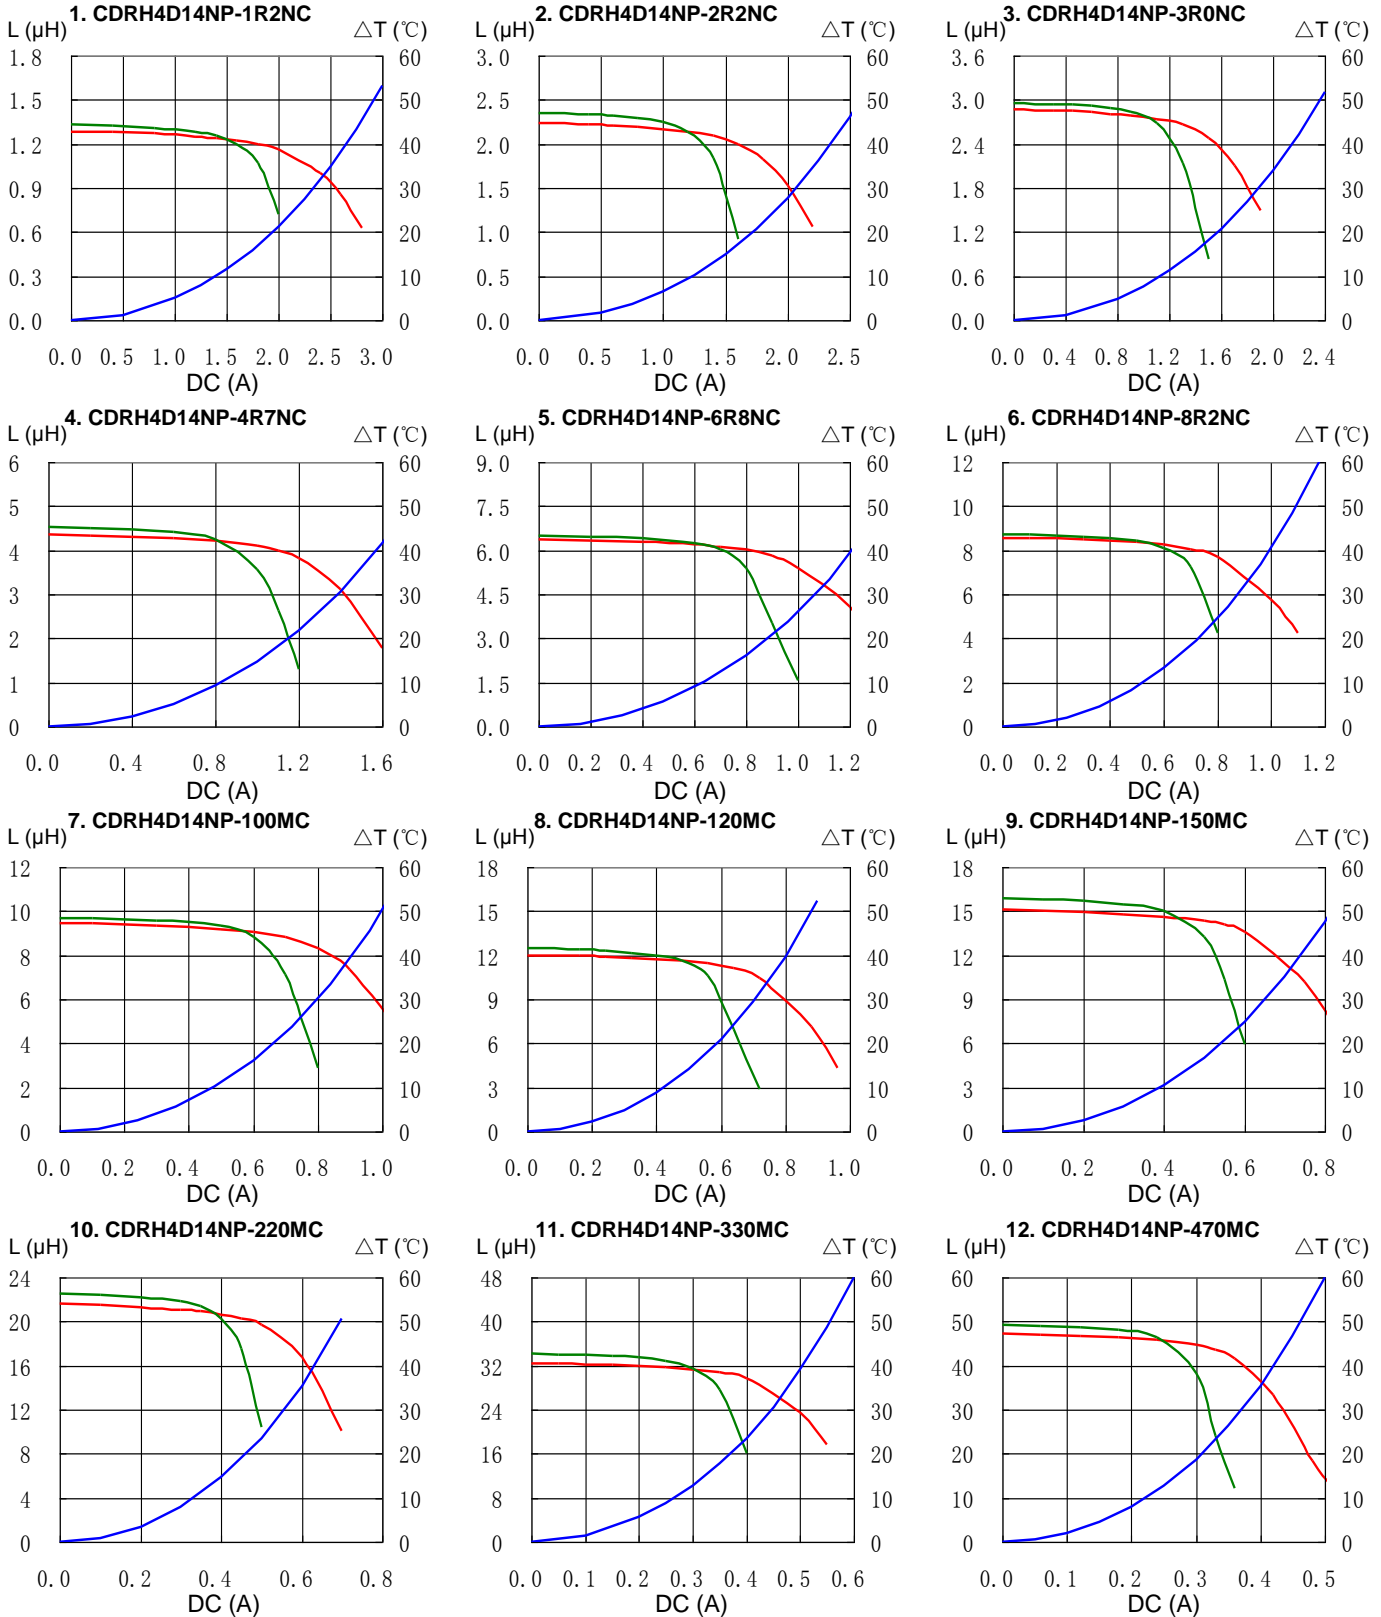 1. CDRH4D14NP-1R2NC
L (μH) △T (℃)
1.8 60
1.5 50
1.2 40
0.9 30
0.6 20
0.3 10
0.0 0
0.0 0.5 1.0 1.5 2.0 2.5 3.0
DC (A)
2. CDRH4D14NP-2R2NC
L (μH) △T (℃)
3.0 60
2.5 50
2.0 40
1.5 30
1.0 20
0.5 10
0.0 0
0.0 0.5 1.0 1.5 2.0 2.5
DC (A)
3. CDRH4D14NP-3R0NC
L (μH) △T (℃)
3.6 60
3.0 50
2.4 40
1.8 30
1.2 20
0.6 10
0.0 0
0.0 0.4 0.8 1.2 1.6 2.0 2.4
DC (A)
4. CDRH4D14NP-4R7NC
L (μH) △T (℃)
6 60
5 50
4 40
3 30
2 20
1 10
0 0
0.0 0.4 0.8 1.2 1.6
DC (A)
5. CDRH4D14NP-6R8NC
L (μH) △T (℃)
9.0 60
7.5 50
6.0 40
4.5 30
3.0 20
1.5 10
0.0 0
0.0 0.2 0.4 0.6 0.8 1.0 1.2
DC (A)
6. CDRH4D14NP-8R2NC
L (μH) △T (℃)
12 60
10 50
8 40
6 30
4 20
2 10
0 0
0.0 0.2 0.4 0.6 0.8 1.0 1.2
DC (A)
7. CDRH4D14NP-100MC
L (μH) △T (℃)
12 60
10 50
8 40
6 30
4 20
2 10
0 0
0.0 0.2 0.4 0.6 0.8 1.0
DC (A)
8. CDRH4D14NP-120MC
L (μH) △T (℃)
18 60
15 50
12 40
9 30
6 20
3 10
0 0
0.0 0.2 0.4 0.6 0.8 1.0
DC (A)
9. CDRH4D14NP-150MC
L (μH) △T (℃)
18 60
15 50
12 40
9 30
6 20
3 10
0 0
0.0 0.2 0.4 0.6 0.8
DC (A)
10. CDRH4D14NP-220MC
L (μH) △T (℃)
24 60
20 50
16 40
12 30
8 20
4 10
0 0
0.0 0.2 0.4 0.6 0.8
DC (A)
11. CDRH4D14NP-330MC
L (μH) △T (℃)
48 60
40 50
32 40
24 30
16 20
8 10
0 0
0.0 0.1 0.2 0.3 0.4 0.5 0.6
DC (A)
12. CDRH4D14NP-470MC
L (μH) △T (℃)
60 60
50 50
40 40
30 30
20 20
10 10
0 0
0.0 0.1 0.2 0.3 0.4 0.5
DC (A)